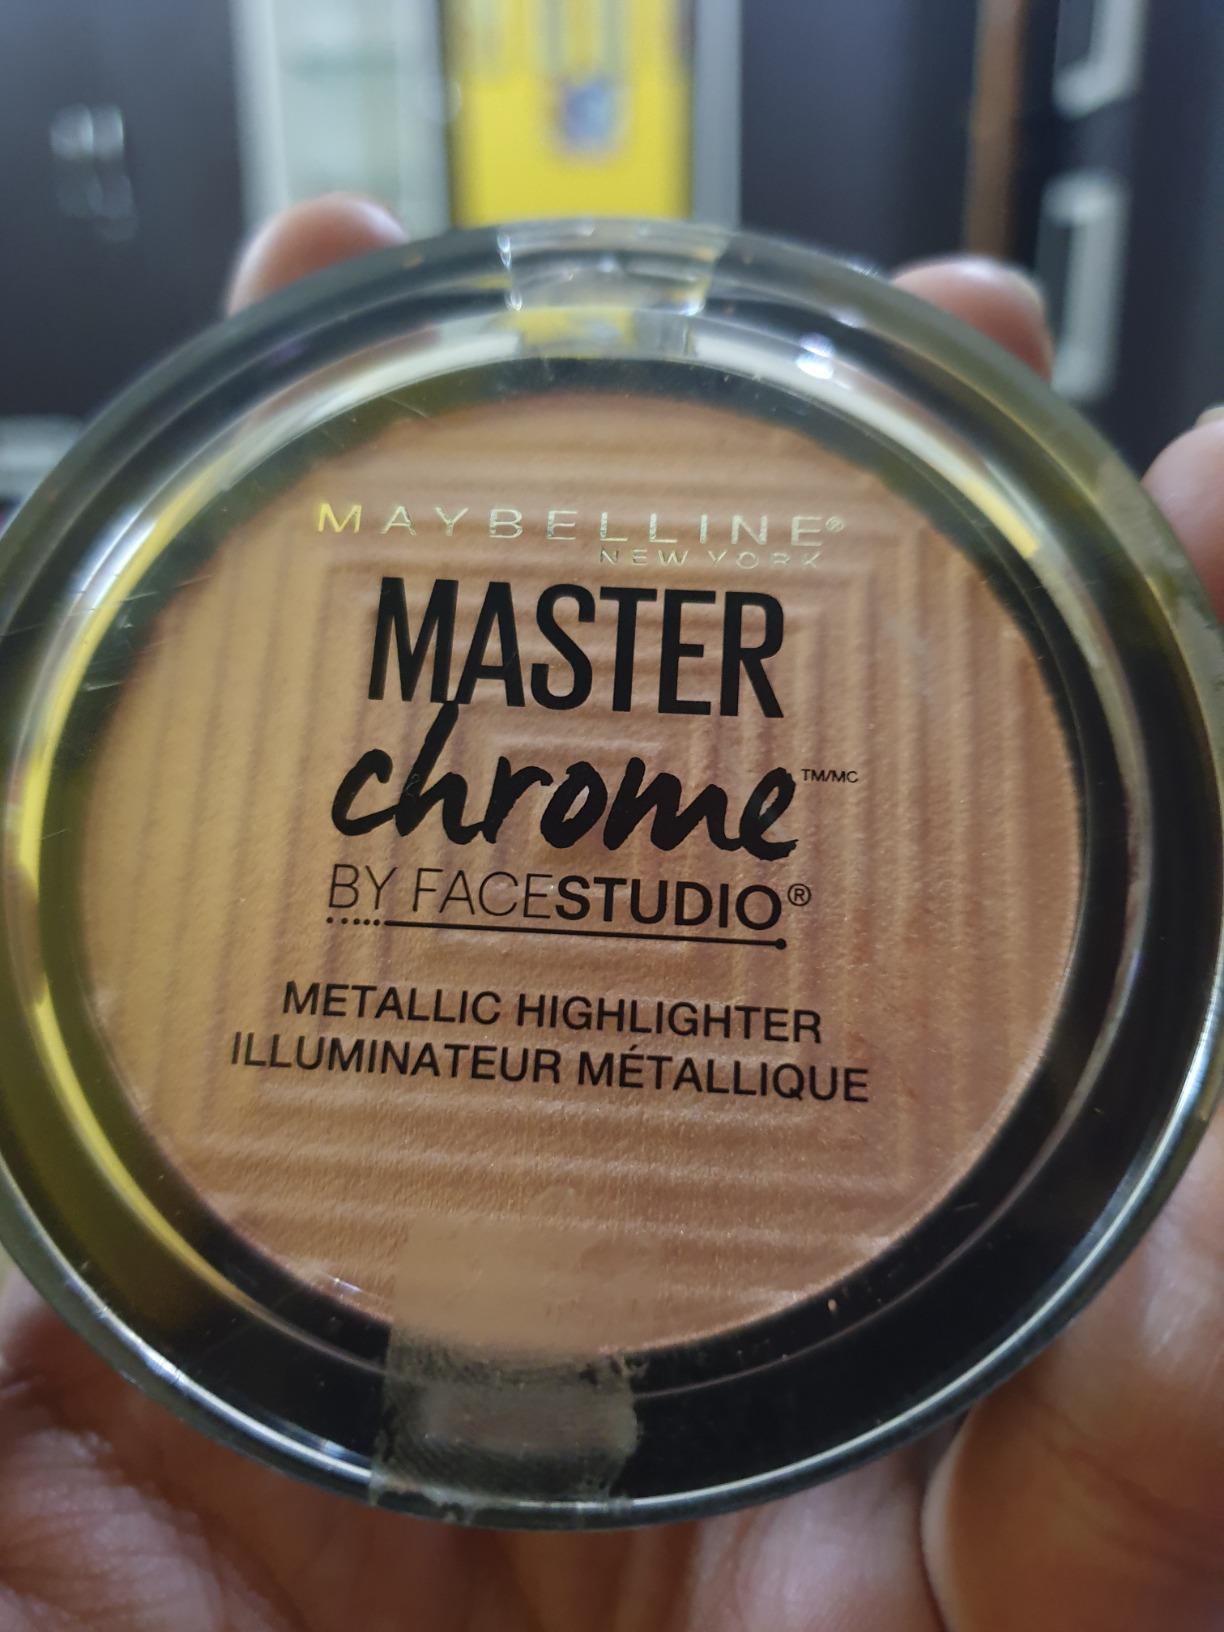 MAYBELLINE®
NEW YORK
MASTER
chrome™/MC
BY FACESTUDIO®
METALLIC HIGHLIGHTER
ILLUMINATEUR MÉTALLIQUE